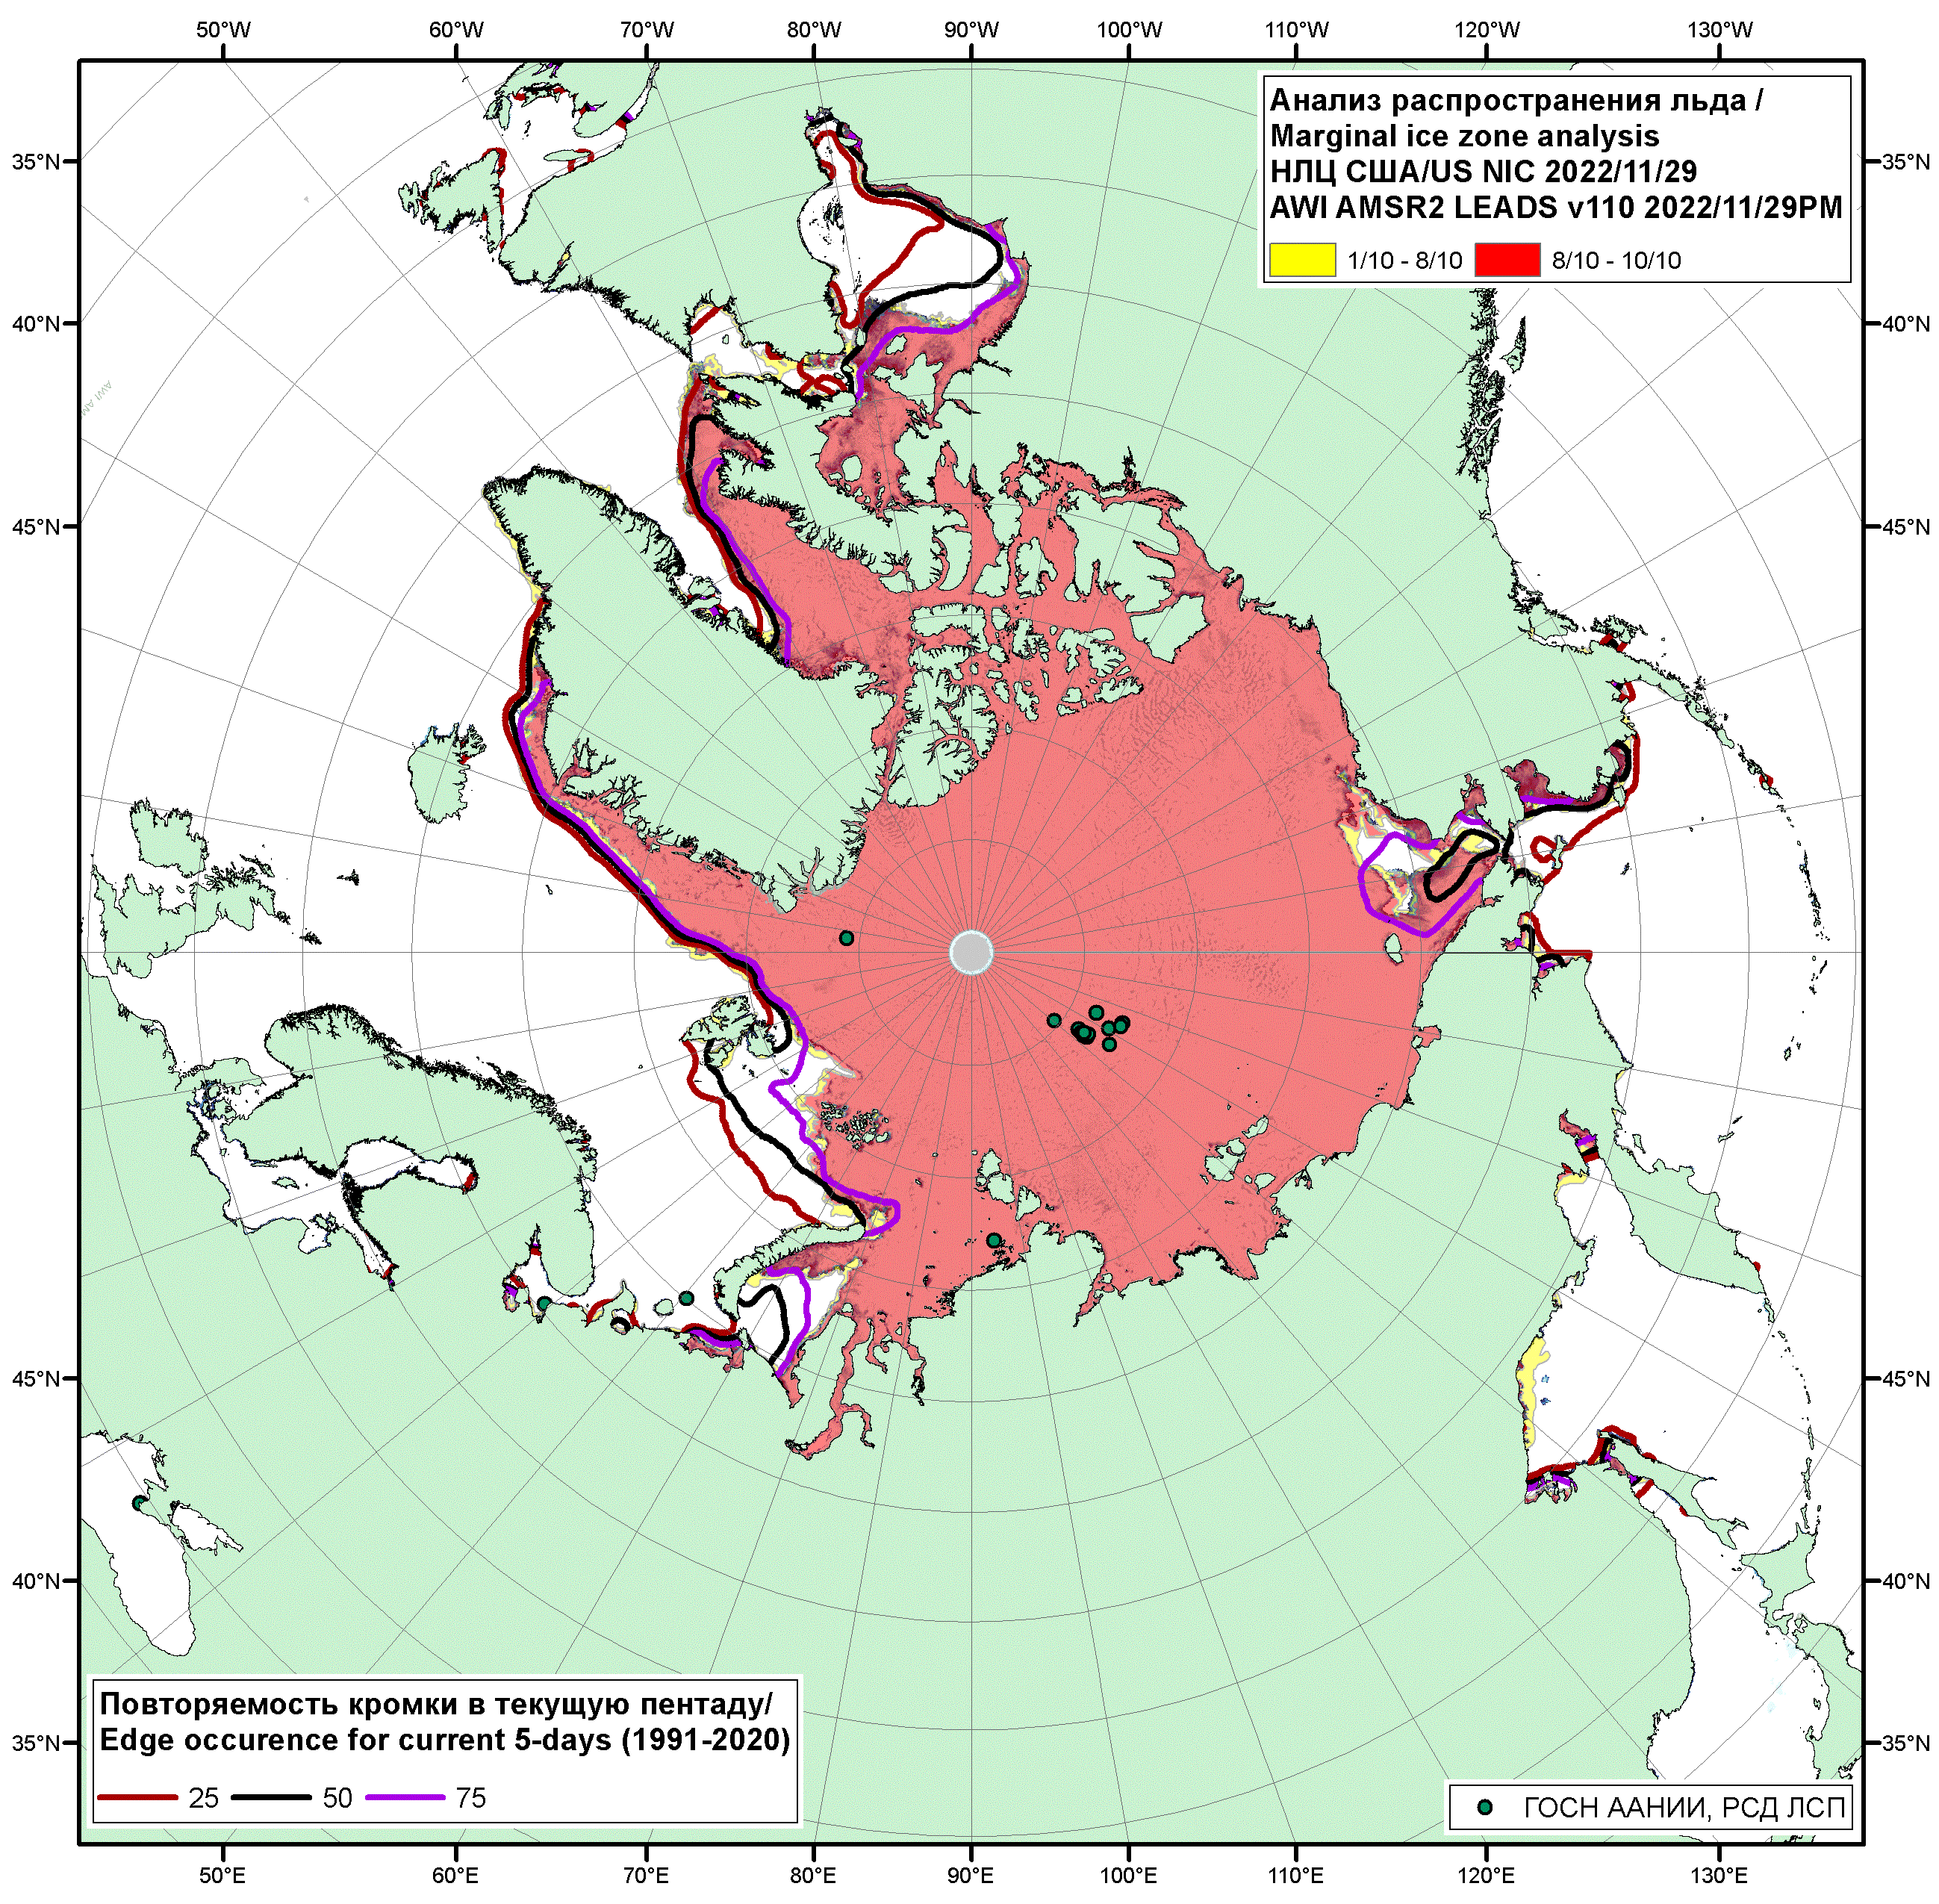 50°W 60°W 70°W 80°W 90°W 100°W 110°W 120°W 130°W
Анализ распространения льда /
Marginal ice zone analysis
НЛЦ США/US NIC 2022/11/29
AWI AMSR2 LEADS v110 2022/11/29PM
1/10 - 8/10 8/10 - 10/10
35°N 35°N
40°N 40°N
AWI AM
45°N 45°N
45°N 45°N
40°N 40°N
35°N 35°N
Повторяемость кромки в текущую пентаду/
Edge occurence for current 5-days (1991-2020)
25 50 75
ГОСН ААНИИ, РСД ЛСП
50°E 60°E 70°E 80°E 90°E 100°E 110°E 120°E 130°E